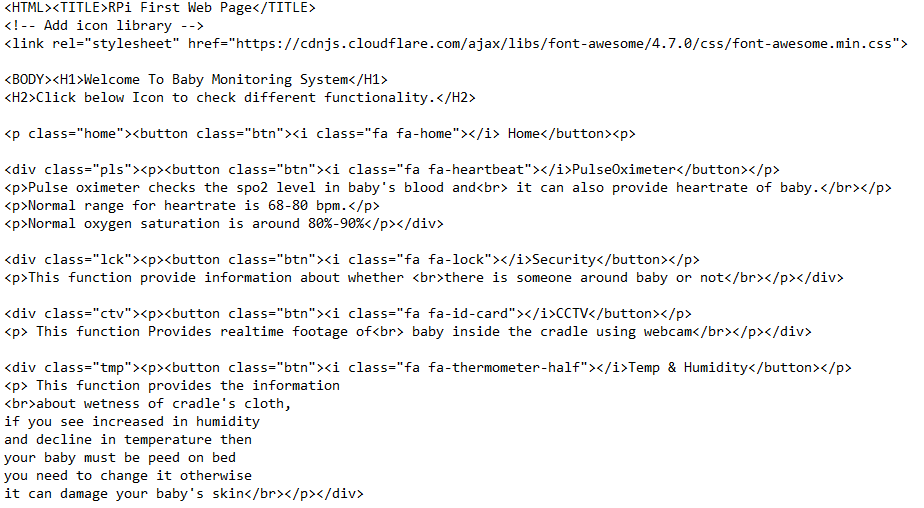 <HTML><TITLE>RPi First Web Page</TITLE>
<!-- Add icon library -->
<link rel="stylesheet" href="https://cdnjs.cloudflare.com/ajax/libs/font-awesome/4.7.0/css/font-awesome.min.css">
<BODY><H1>Welcome To Baby Monitoring System</H1>
<H2>Click below Icon to check different functionality.</H2>
<p class="home"><button class="btn"><i class="fa fa-home"></i> Home</button><p>
<div class="pls"><p><button class="btn"><i class="fa fa-heartbeat"></i>PulseOximeter</button></p>
<p>Pulse oximeter checks the spo2 level in baby's blood and<br> it can also provide heartrate of baby.</br></p>
<p>Normal range for heartrate is 68-80 bpm.</p>
<p>Normal oxygen saturation is around 80%-90%</p></div>
<div class="lck"><p><button class="btn"><i class="fa fa-lock"></i>Security</button></p>
<p>This function provide information about whether <br>there is someone around baby or not</br></p></div>
<div class="ctv"><p><button class="btn"><i class="fa fa-id-card"></i>CCTV</button></p>
<p> This function Provides realtime footage of<br> baby inside the cradle using webcam</br></p></div>
<div class="tmp"><p><button class="btn"><i class="fa fa-thermometer-half"></i>Temp & Humidity</button></p>
<p> This function provides the information
<br>about wetness of cradle's cloth,
if you see increased in humidity
and decline in temperature then
your baby must be peed on bed
you need to change it otherwise
it can damage your baby's skin</br></p></div>